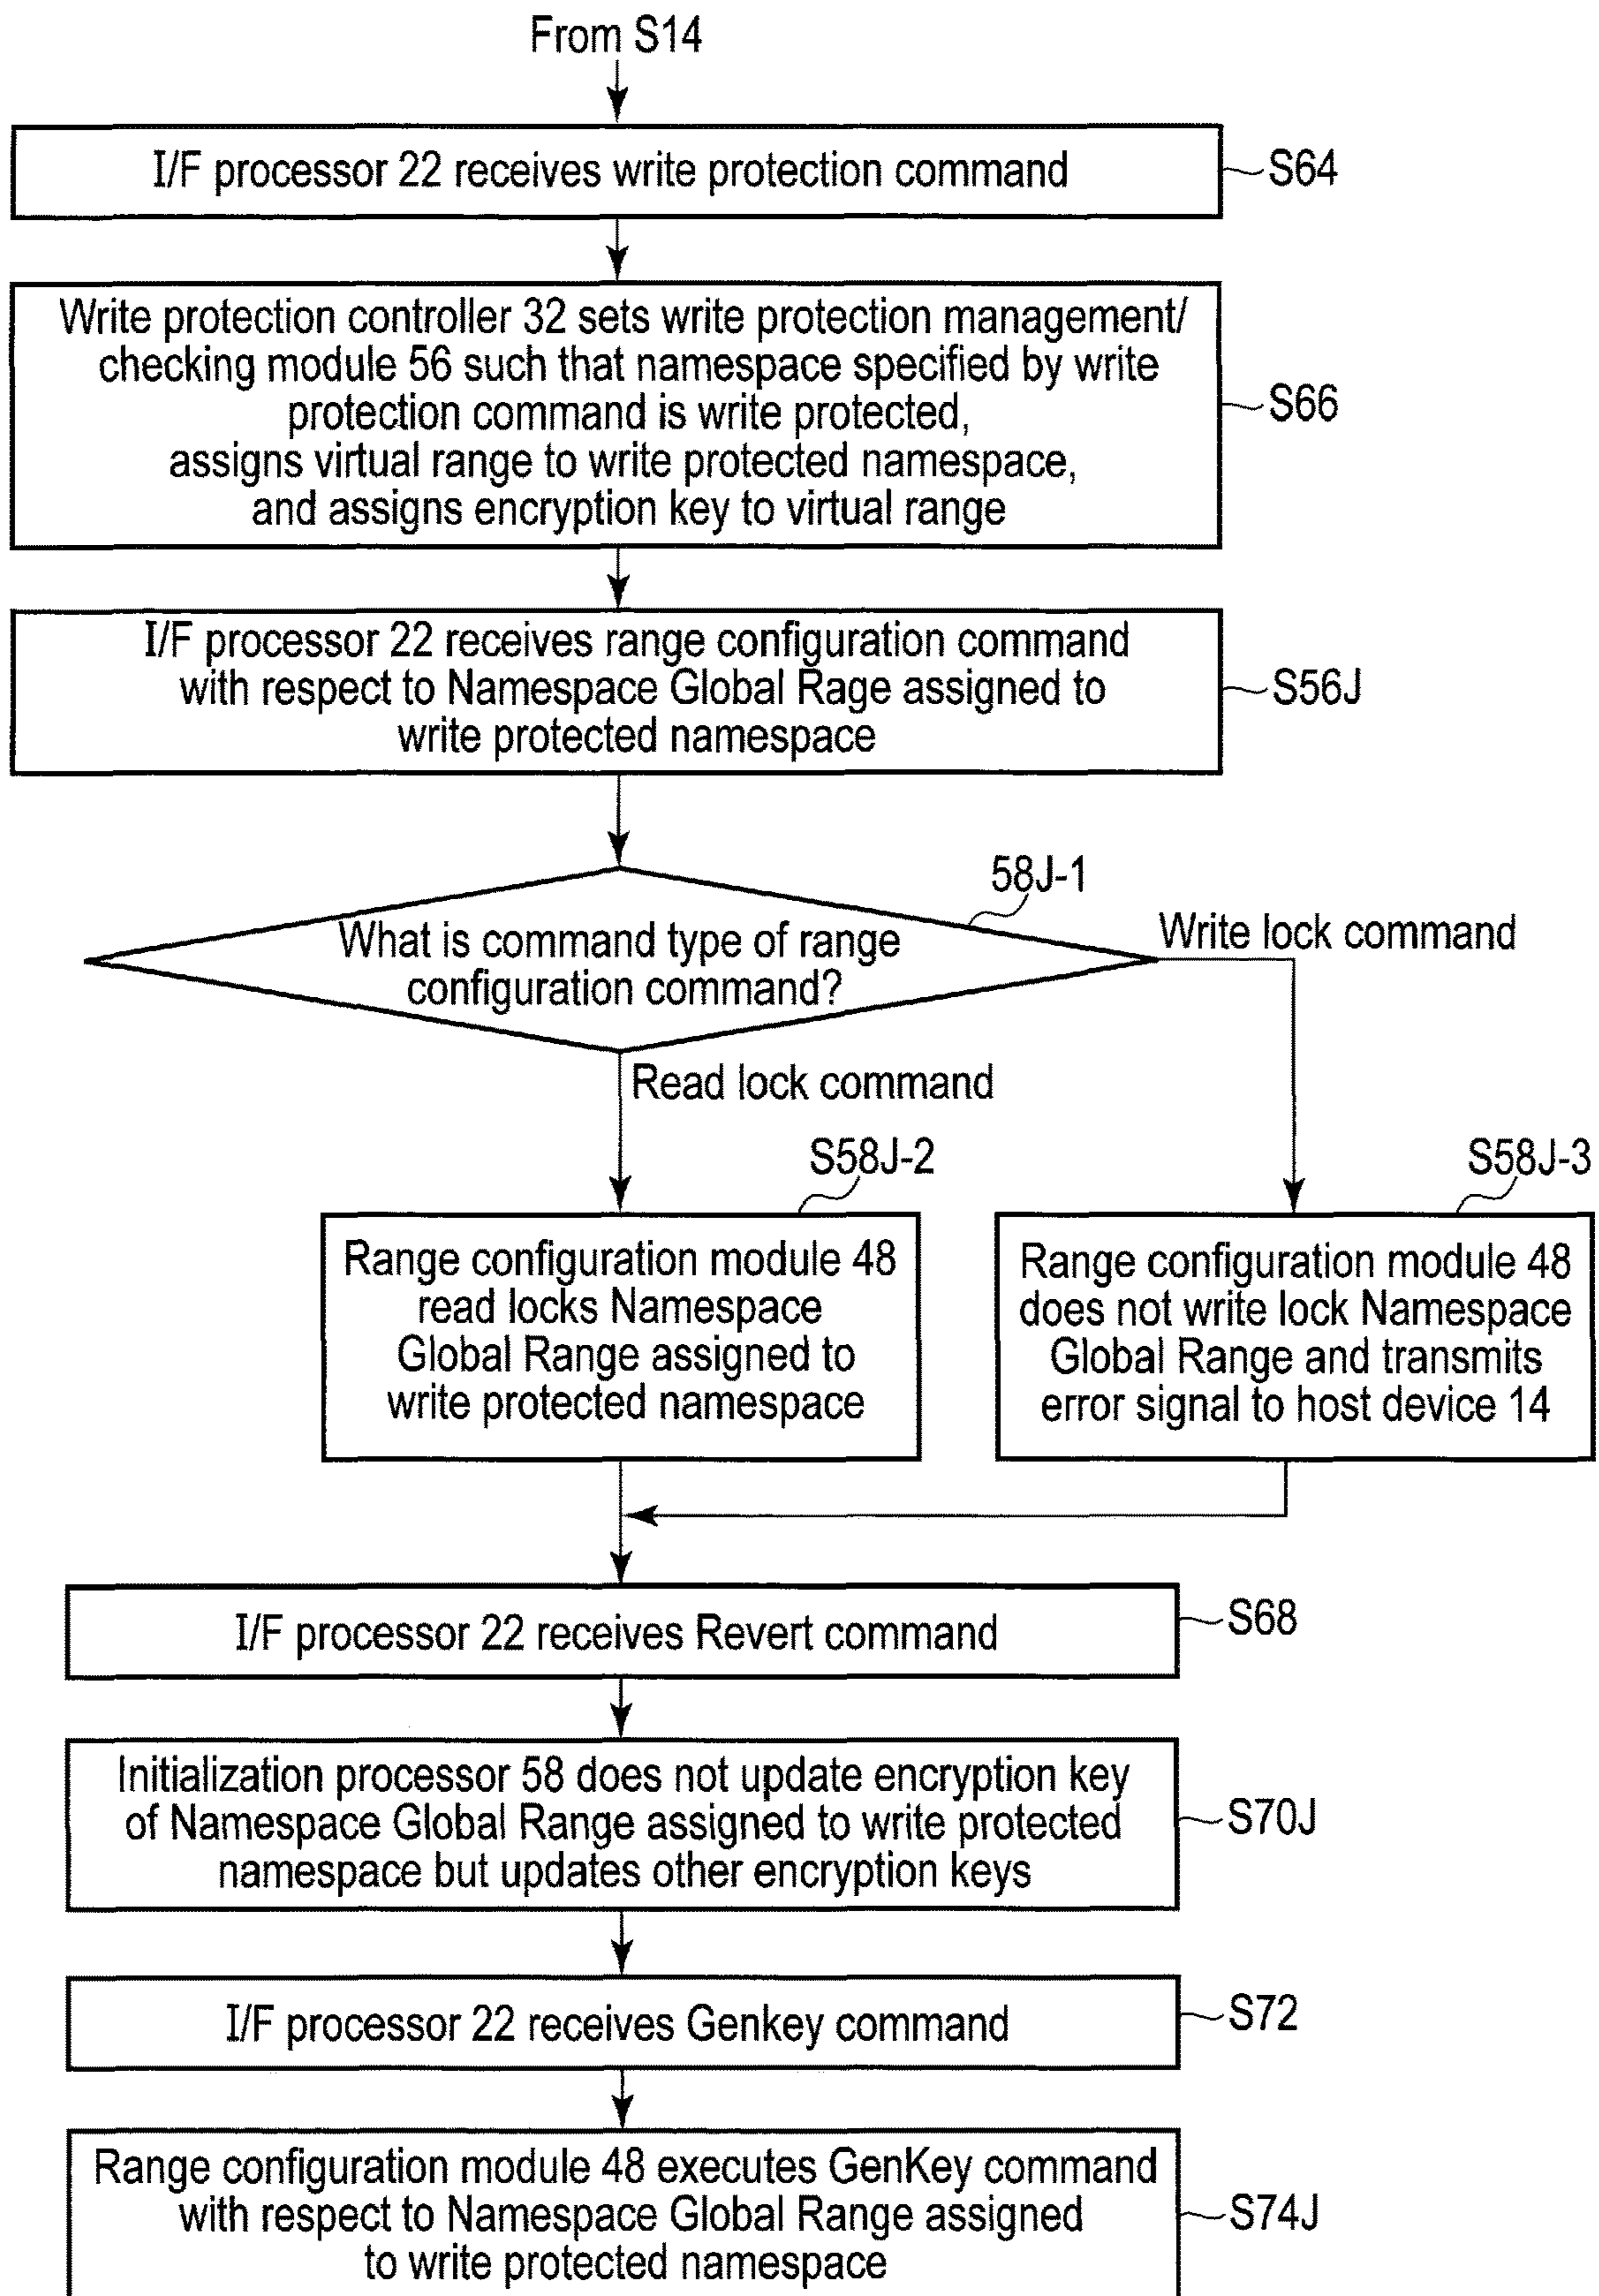 From S14
I/F processor 22 receives write protection command
S64
Write protection controller 32 sets write protection management/
checking module 56 such that namespace specified by write
protection command is write protected,
assigns virtual range to write protected namespace,
and assigns encryption key to virtual range
S66
I/F processor 22 receives range configuration command
with respect to Namespace Global Rage assigned to
write protected namespace
S56J
58J-1
What is command type of range
configuration command?
Write lock command
Read lock command
S58J-2
Range configuration module 48
read locks Namespace
Global Range assigned to
write protected namespace
S58J-3
Range configuration module 48
does not write lock Namespace
Global Range and transmits
error signal to host device 14
I/F processor 22 receives Revert command
S68
Initialization processor 58 does not update encryption key
of Namespace Global Range assigned to write protected
namespace but updates other encryption keys
S70J
I/F processor 22 receives Genkey command
S72
Range configuration module 48 executes GenKey command
with respect to Namespace Global Range assigned
to write protected namespace
S74J